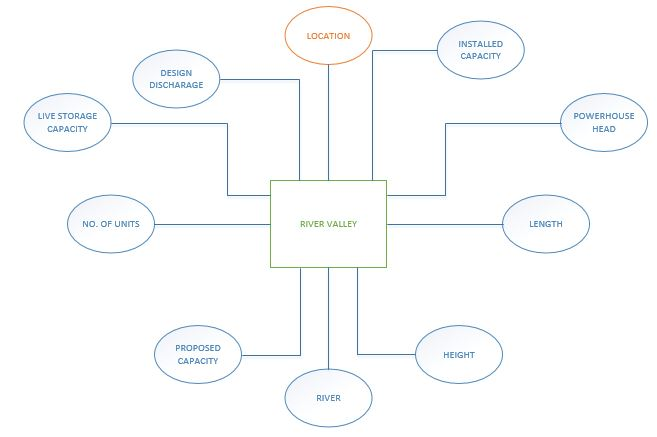 LOCATION
INSTALLED
CAPACITY
DESIGN
DISCHARAGE
LIVE STORAGE
CAPACITY
POWERHOUSE
HEAD
NO. OF UNITS
RIVER VALLEY
LENGTH
PROPOSED
CAPACITY
HEIGHT
RIVER